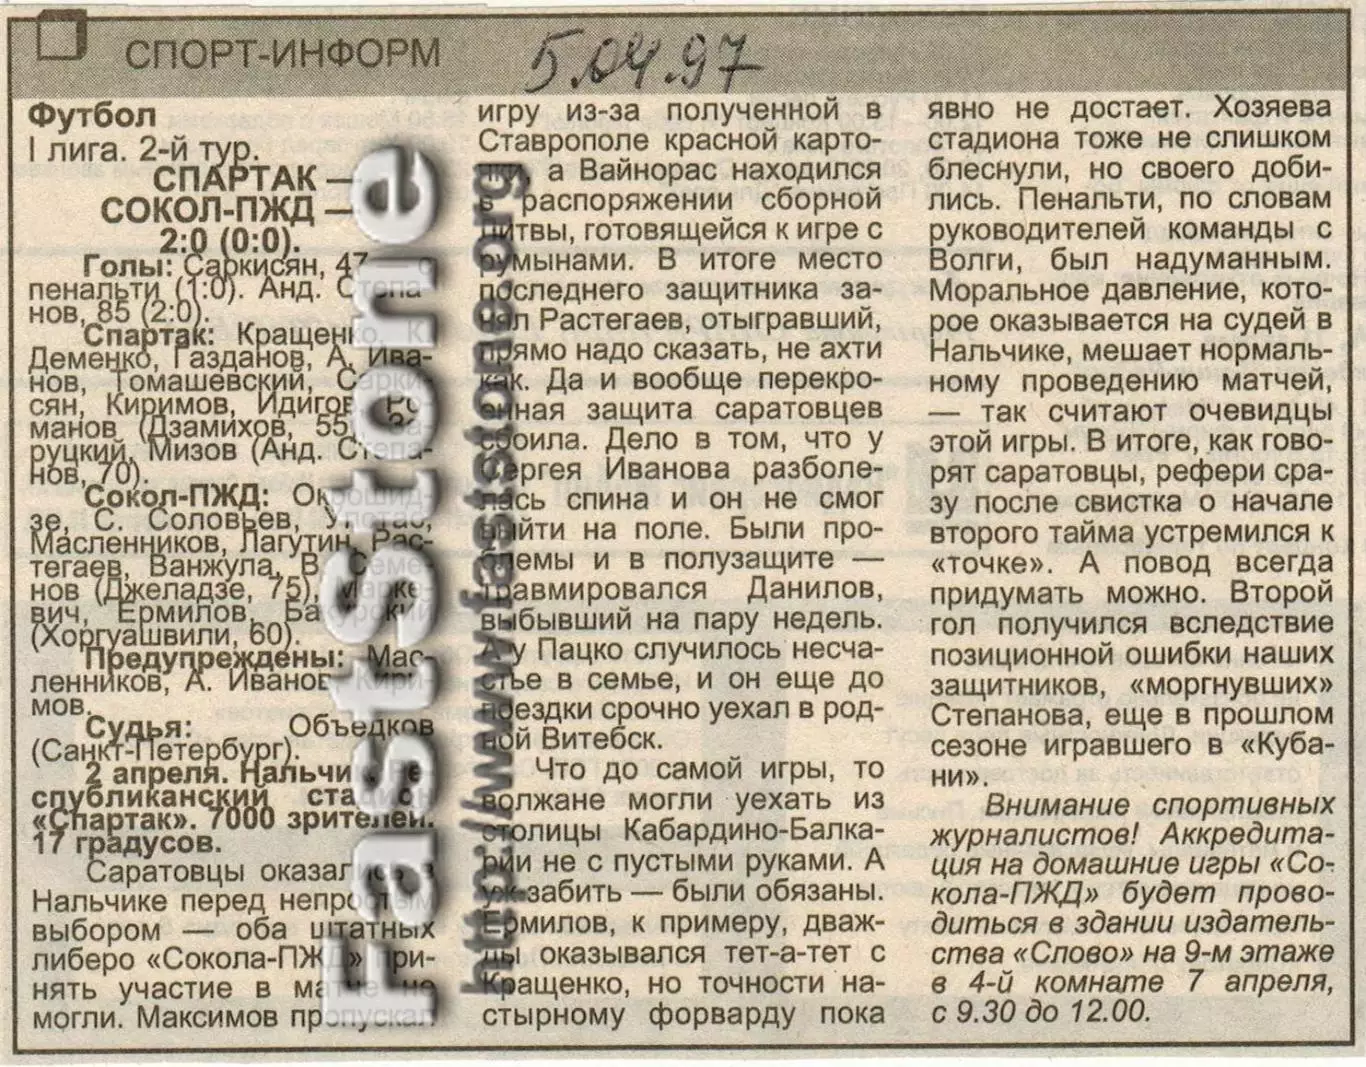 СПОРТ-ИНФОРМ
5.04.97
Футбол
I лига. 2-й тур.
СПАРТАК —
СОКОЛ-ПЖД —
2:0 (0:0).
Голы: Саркисян, 47 с
пенальти (1:0). Анд. Степа-
нов, 85 (2:0).
Спартак: Кращенко, К.
Деменко, Газданов, А. Ива-
нов, Томашевский, Сарки-
сян, Киримов, Идигов, Ро-
манов (Дзамихов, 55),
руцкий, Мизов (Анд. Степа-
нов, 70).
Сокол-ПЖД:
зе, С. Соловьев,
Масленников, Лагутин, Рас-
тегаев, Ванжула, В. Семе-
нов (Джеладзе, 75), Марке-
вич, Ермилов,
(Хоргуашвили, 60).
Предупреждены: Мас-
ленников, А. Иванов, Кири-
мов.
Судья: Объедков
(Санкт-Петербург).
2 апреля. Нальчик. Ре-
спубликанский стадион
«Спартак». 7000 зрителей.
17 градусов.
Саратовцы оказались в
Нальчике перед непростым
выбором — оба штатных
либеро «Сокола-ПЖД» при-
нять участие в матче не
могли. Максимов пропускал
игру из-за полученной в
Ставрополе красной карто-
чки, а Вайнорас находился
в распоряжении сборной
Литвы, готовящейся к игре с
румынами. В итоге место
последнего защитника за-
нял Растегаев, отыгравший,
прямо надо сказать, не ахти
как. Да и вообще перекро-
енная защита саратовцев
сбоила. Дело в том, что у
Сергея Иванова разболе-
лась спина и он не смог
выйти на поле. Были про-
блемы и в полузащите —
травмировался Данилов,
выбывший на пару недель.
А у Пацко случилось несча-
стье в семье, и он еще до
поездки срочно уехал в род-
ной Витебск.
Что до самой игры, то
волжане могли уехать из
столицы Кабардино-Балка-
рии не с пустыми руками. А
уж забить — были обязаны.
Ермилов, к примеру, дваж-
ды оказывался тет-а-тет с
Кращенко, но точности на-
стырному форварду пока
явно не достает. Хозяева
стадиона тоже не слишком
блеснули, но своего доби-
лись. Пенальти, по словам
руководителей команды с
Волги, был надуманным.
Моральное давление, кото-
рое оказывается на судей в
Нальчике, мешает нормаль-
ному проведению матчей,
— так считают очевидцы
этой игры. В итоге, как гово-
рят саратовцы, рефери сра-
зу после свистка о начале
второго тайма устремился к
«точке». А повод всегда
придумать можно. Второй
гол получился вследствие
позиционной ошибки наших
защитников, «моргнувших»
Степанова, еще в прошлом
сезоне игравшего в «Куба-
ни».
Внимание спортивных
журналистов! Аккредита-
ция на домашние игры «Со-
кола-ПЖД» будет прово-
диться в здании издатель-
ства «Слово» на 9-м этаже
в 4-й комнате 7 апреля,
с 9.30 до 12.00.
Faststone
http://www.faststone.org